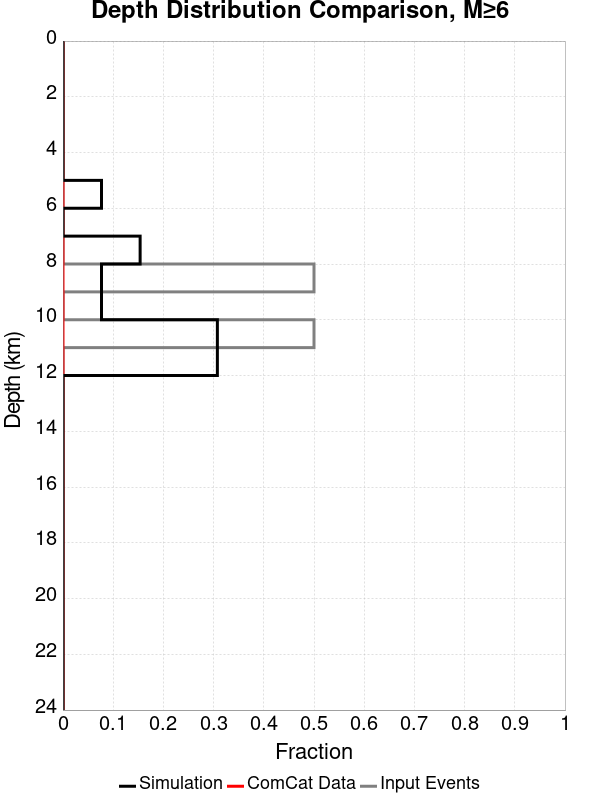 Depth Distribution Comparison, M≥6
0
2
4
6
8
10
12
14
16
18
20
22
24
Depth (km)
0 0.1 0.2 0.3 0.4 0.5 0.6 0.7 0.8 0.9 1
Fraction
Simulation ComCat Data Input Events